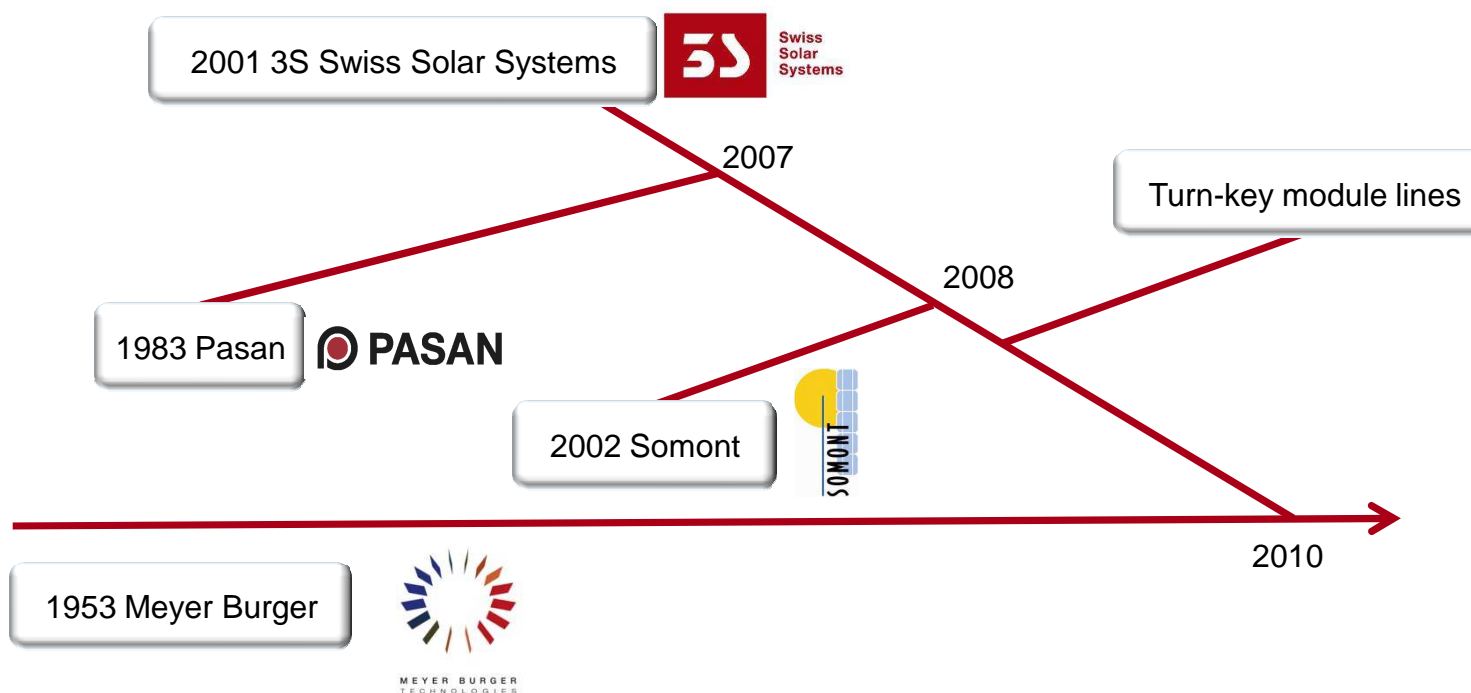 2001 3S Swiss Solar Systems
3S
Swiss
Solar
Systems
2007
Turn-key module lines
2008
1983 Pasan
PASAN
2002 Somont
SOMONT
2010
1953 Meyer Burger
MEYER BURGER
TECHNOLOGIES